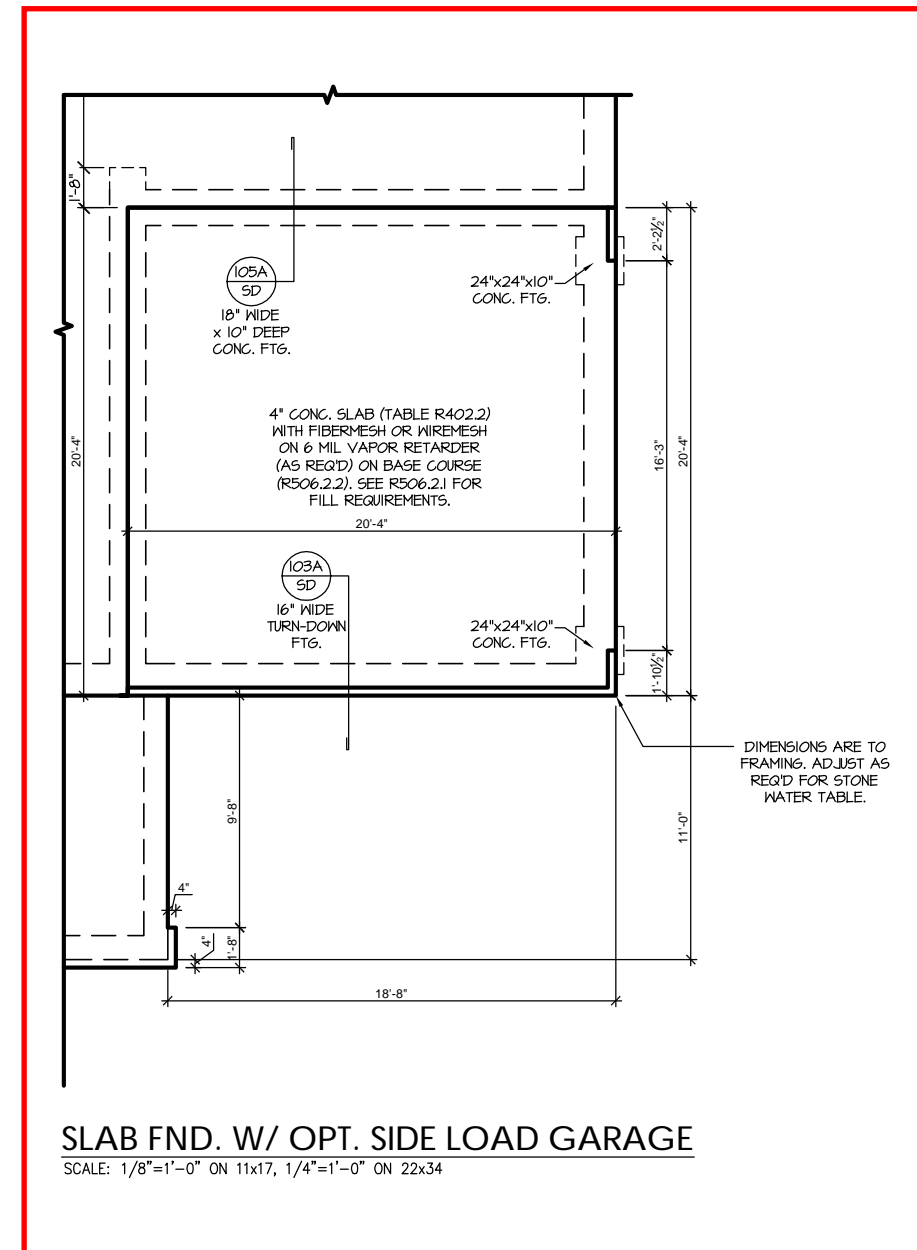 1'-8"
2'-2½"
105A
SD
18" WIDE
x 10" DEEP
CONC. FTG.
24"x24"x10"
CONC. FTG.
4" CONC. SLAB (TABLE R402.2)
WITH FIBERMESH OR WIREMESH
ON 6 MIL VAPOR RETARDER
(AS REQ'D) ON BASE COURSE
(R506.2.2). SEE R506.2.1 FOR
FILL REQUIREMENTS.
20'-4"
16'-3"
20'-4"
20'-4"
103A
SD
16" WIDE
TURN-DOWN
FTG.
24"x24"x10"
CONC. FTG.
1'-10½"
DIMENSIONS ARE TO
FRAMING. ADJUST AS
REQ'D FOR STONE
WATER TABLE.
9'-8"
11'-0"
4"
4"
1'-8"
18'-8"
SLAB FND. W/ OPT. SIDE LOAD GARAGE
SCALE: 1/8"=1'-0" ON 11x17, 1/4"=1'-0" ON 22x34